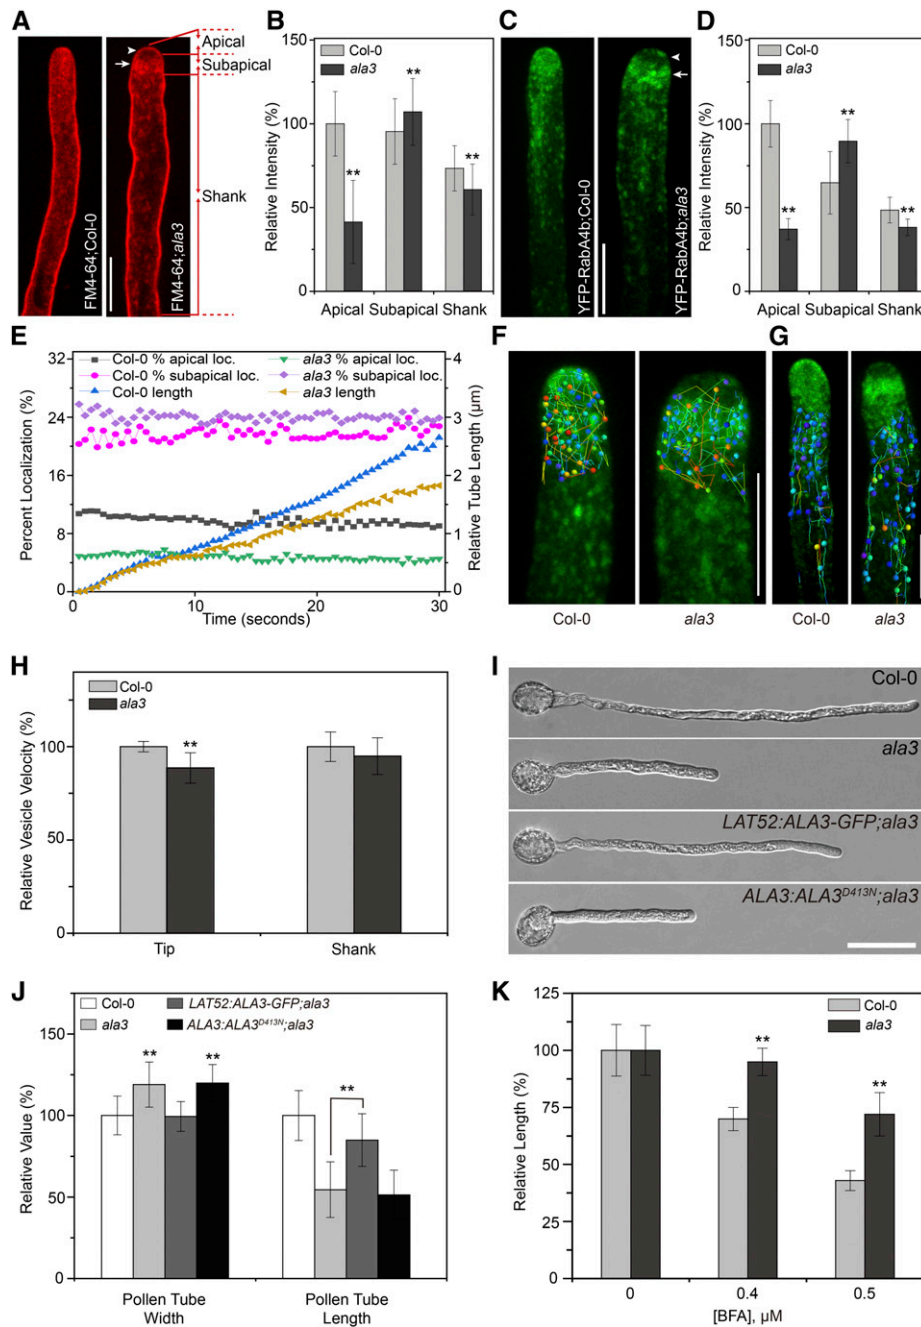 A
FM4-64;Col-0
FM4-64;ala3
Apical
Subapical
Shank
B
Relative Intensity (%)
150
100
50
0
Col-0
ala3
**
**
**
Apical Subapical Shank
C
YFP-RabA4b;Col-0
YFP-RabA4b;ala3
D
Relative Intensity (%)
150
100
50
0
Col-0
ala3
**
**
**
Apical Subapical Shank
E
Percent Localization (%)
32
24
16
8
0
Col-0 % apical loc.
Col-0 % subapical loc.
Col-0 length
ala3 % apical loc.
ala3 % subapical loc.
ala3 length
4
3
2
1
0
Relative Tube Length (μm)
0 10 20 30
Time (seconds)
F
Col-0
ala3
G
Col-0
ala3
H
Relative Vesicle Velocity (%)
150
100
50
0
Col-0
ala3
**
Tip
Shank
I
Col-0
ala3
LAT52:ALA3-GFP;ala3
ALA3:ALA3D413N;ala3
J
Relative Value (%)
150
100
50
0
Col-0
ala3
LAT52:ALA3-GFP;ala3
ALA3:ALA3D413N;ala3
**
**
**
Pollen Tube Width
Pollen Tube Length
K
Relative Length (%)
125
100
75
50
25
0
Col-0
ala3
**
**
0 0.4 0.5
[BFA], μM